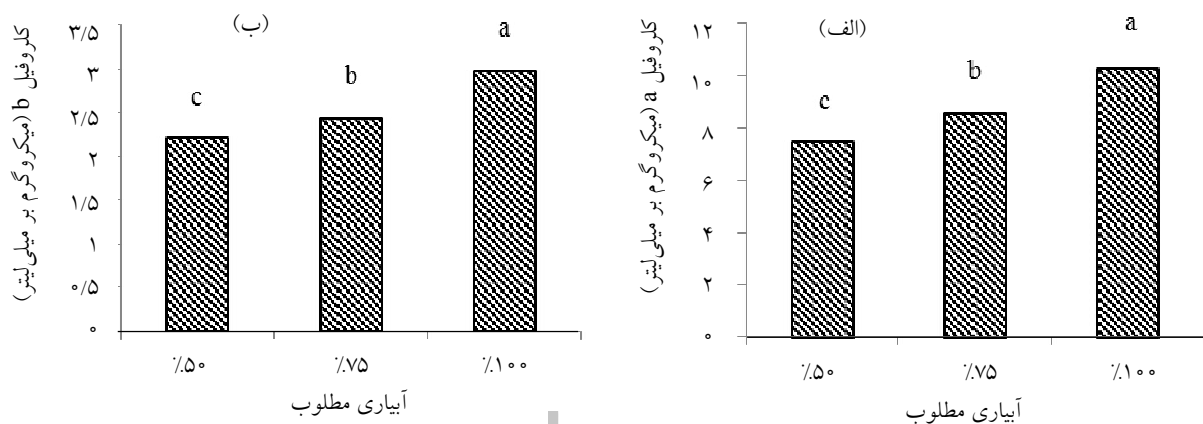 (الف)
کلروفیل a (میکروگرم بر میلی‌لیتر)
۱۲
۱۰
۸
۶
۴
۲
۰
c
b
a
٪۵۰
٪۷۵
٪۱۰۰
آبیاری مطلوب
(ب)
کلروفیل b (میکروگرم بر میلی‌لیتر)
۳/۵
۳
۲/۵
۲
۱/۵
۱
۰/۵
۰
c
b
a
٪۵۰
٪۷۵
٪۱۰۰
آبیاری مطلوب